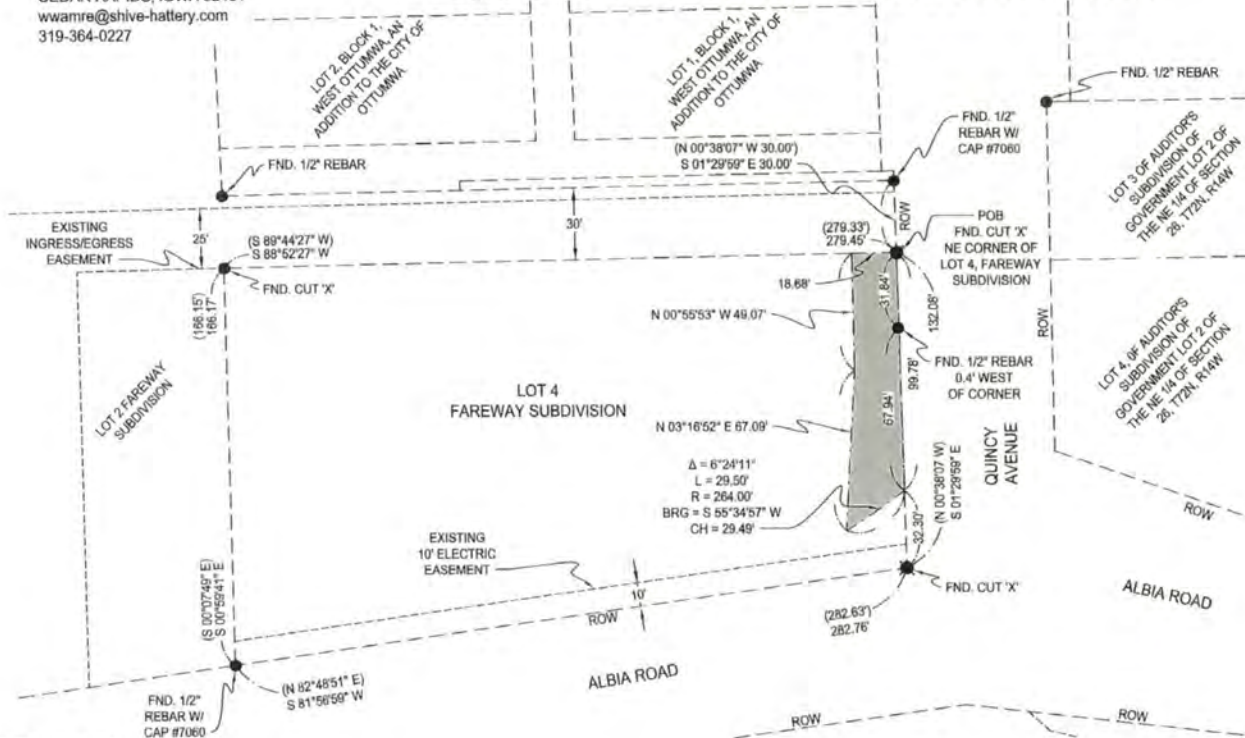 wwamre@shive-hattery.com
319-364-0227
LOT 2, BLOCK 1,
WEST OTTUMWA, AN
ADDITION TO THE CITY OF
OTTUMWA
LOT 1, BLOCK 1,
WEST OTTUMWA, AN
ADDITION TO THE CITY OF
OTTUMWA
FND. 1/2" REBAR
FND. 1/2"
REBAR W/
CAP #7060
(N 00°38'07" W 30.00')
S 01°29'59" E 30.00'
FND. 1/2" REBAR
LOT 3 OF AUDITOR'S
SUBDIVISION OF
GOVERNMENT LOT 2 OF
THE NE 1/4 OF SECTION
26, T72N, R14W
EXISTING
INGRESS/EGRESS
EASEMENT
25'
(S 89°44'27" W)
S 88°52'27" W
30'
(279.33')
279.45'
ROW
POB
FND. CUT 'X'
NE CORNER OF
LOT 4, FAREWAY
SUBDIVISION
FND. CUT 'X'
(166.15')
166.17'
18.68'
31.84'
132.08'
N 00°55'53" W 49.07'
ROW
FND. 1/2" REBAR
0.4' WEST
OF CORNER
LOT 4, OF AUDITOR'S
SUBDIVISION OF
GOVERNMENT LOT 2 OF
THE NE 1/4 OF SECTION
26, T72N, R14W
LOT 2 FAREWAY
SUBDIVISION
LOT 4
FAREWAY SUBDIVISION
99.78'
67.94'
N 03°16'52" E 67.09'
QUINCY
AVENUE
Δ = 6°24'11"
L = 29.50'
R = 264.00'
BRG = S 55°34'57" W
CH = 29.49'
(N 00°38'07" W)
S 01°29'59" E
ROW
32.30'
EXISTING
10' ELECTRIC
EASEMENT
FND. CUT 'X'
ALBIA ROAD
(S 00°07'49" E)
S 00°59'41" E
10'
ROW
(282.63')
282.76'
ALBIA ROAD
(N 82°48'51" E)
S 81°56'59" W
FND. 1/2"
REBAR W/
CAP #7060
ROW
ROW